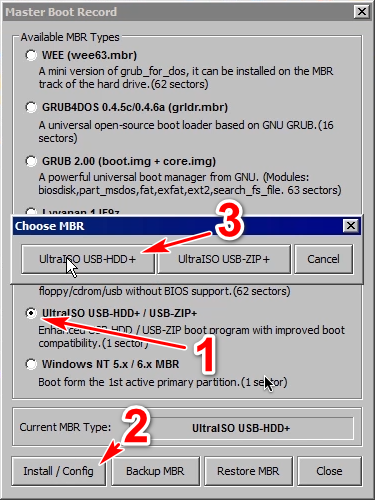 Master Boot Record
Available MBR Types
WEE (wee63.mbr)
A mini version of grub_for_dos, it can be installed on the MBR
track of the hard drive.(62 sectors)
GRUB4DOS 0.4.5c/0.4.6a (grldr.mbr)
A universal open-source boot loader based on GNU GRUB.(16
sectors)
GRUB 2.00 (boot.img + core.img)
A powerful universal boot manager from GNU. (Modules:
biosdisk,part_msdos,fat,exfat,ext2,search_fs_file. 63 sectors)
3
Choose MBR
UltraISO USB-HDD+
UltraISO USB-ZIP+
Cancel
floppy/cdrom/usb without BIOS support.(62 sectors)
UltraISO USB-HDD+ / USB-ZIP+
Enhanced USB-HDD / USB-ZIP boot program with improved boot
compatibility.(1 sector)
1
Windows NT 5.x / 6.x MBR
Boot form the 1st active primary partition.(1 sector)
2
Current MBR Type:
UltraISO USB-HDD+
Install / Config
Backup MBR
Restore MBR
Close